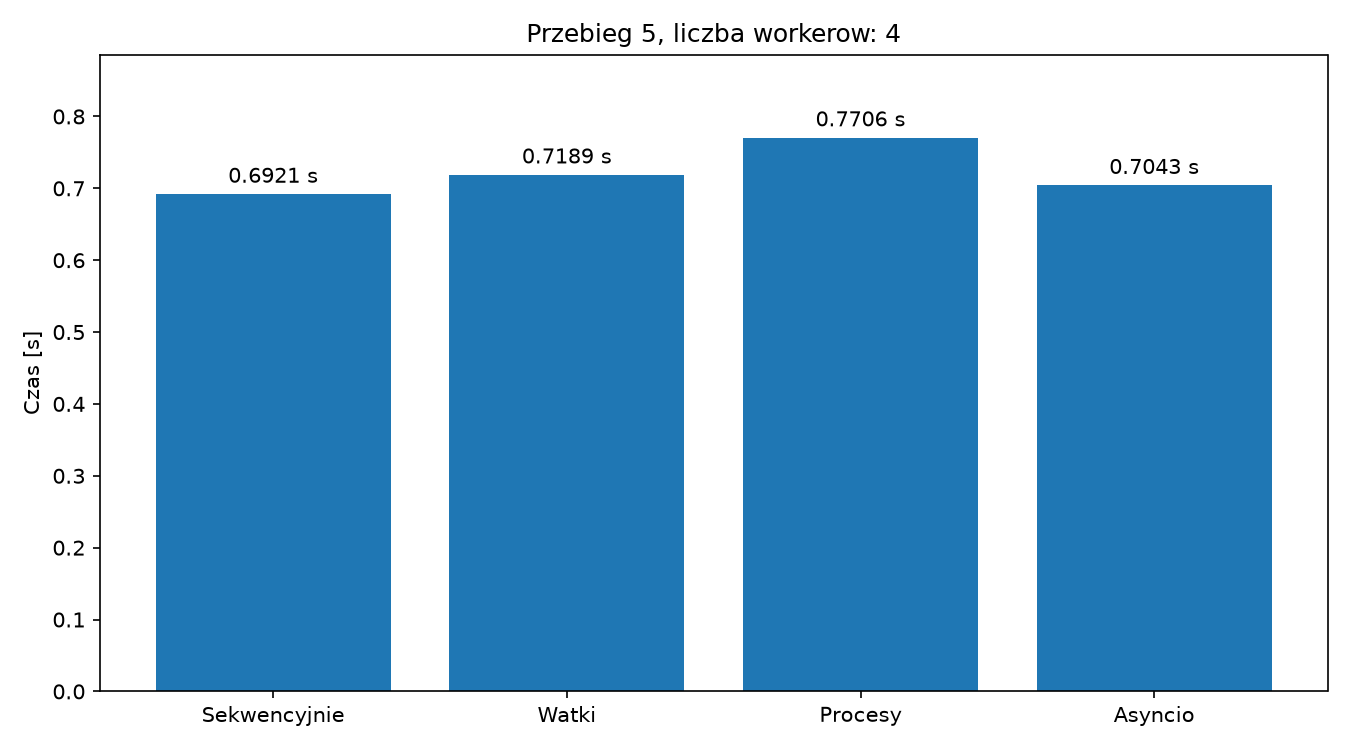 Przebieg 5, liczba workerow: 4
Czas [s]
0.8
0.7
0.6
0.5
0.4
0.3
0.2
0.1
0.0
0.6921 s
0.7189 s
0.7706 s
0.7043 s
Sekwencyjnie
Watki
Procesy
Asyncio